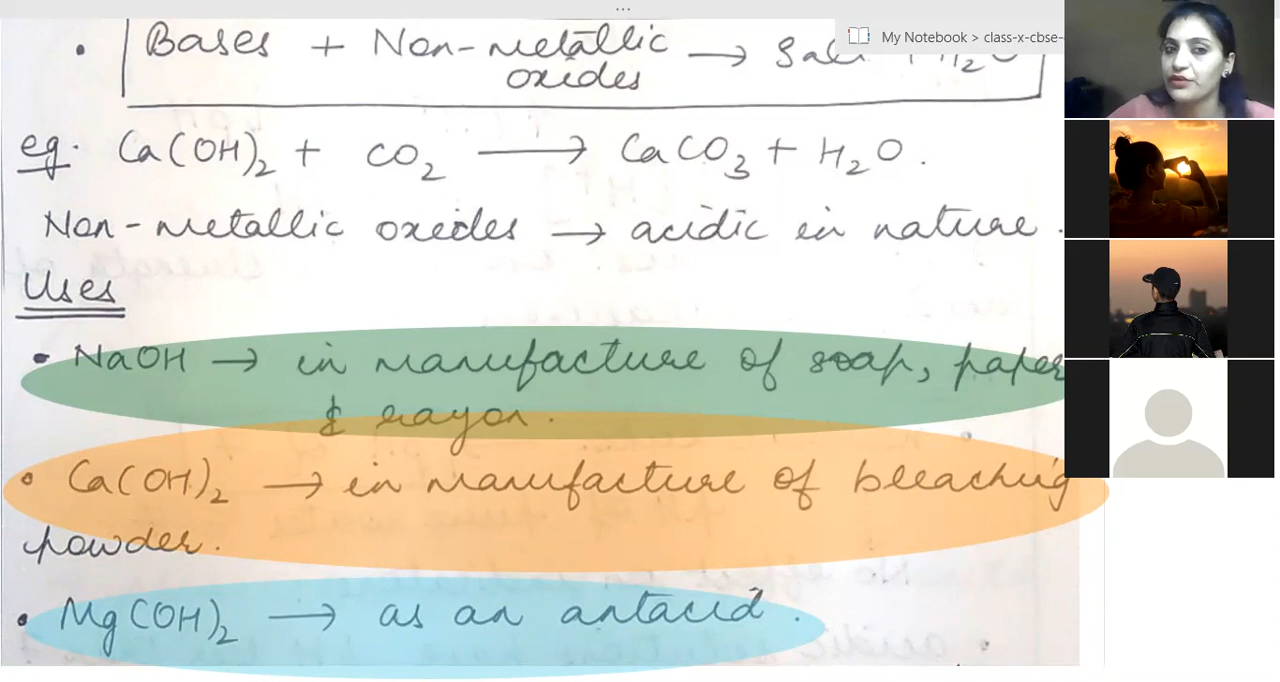 ...
My Notebook > class-x-cbse-
• Bases + Non-metallic → Salt + H₂O
oxides
eg. Ca(OH)₂ + CO₂ ⟶ CaCO₃ + H₂O.
Non-metallic oxides → acidic in nature.
Uses
• NaOH → in manufacture of soap, paper
& rayon.
• Ca(OH)₂ → in manufacture of bleaching
powder.
• Mg(OH)₂ → as an antacid.